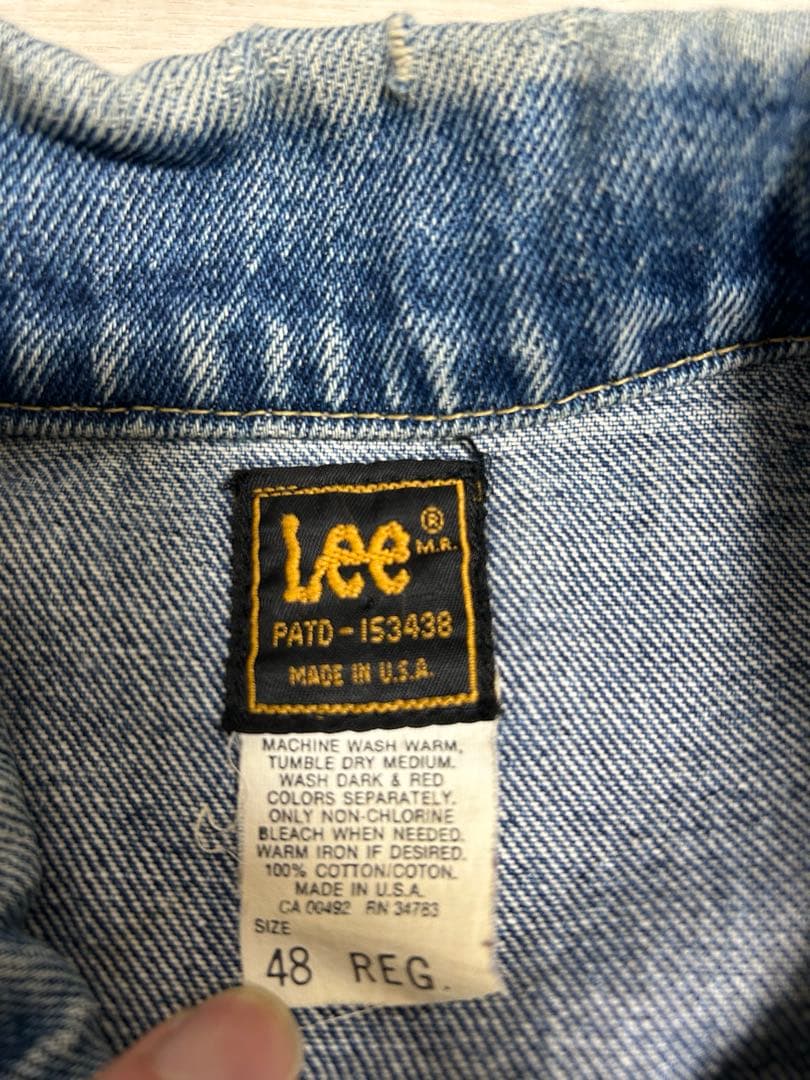 Lee ®
M.R.
PATD-153438
MADE IN U.S.A.
MACHINE WASH WARM,
TUMBLE DRY MEDIUM.
WASH DARK & RED
COLORS SEPARATELY.
ONLY NON-CHLORINE
BLEACH WHEN NEEDED.
WARM IRON IF DESIRED.
100% COTTON/COTON.
MADE IN U.S.A.
CA 00492 RN 34783
SIZE
48 REG.